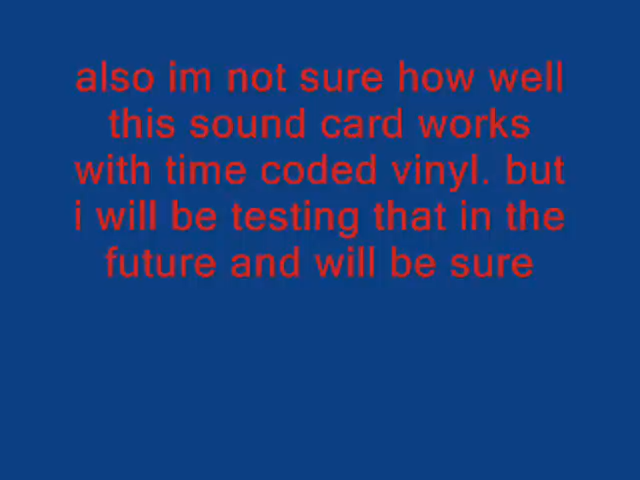 also im not sure how well
this sound card works
with time coded vinyl. but
i will be testing that in the
future and will be sure